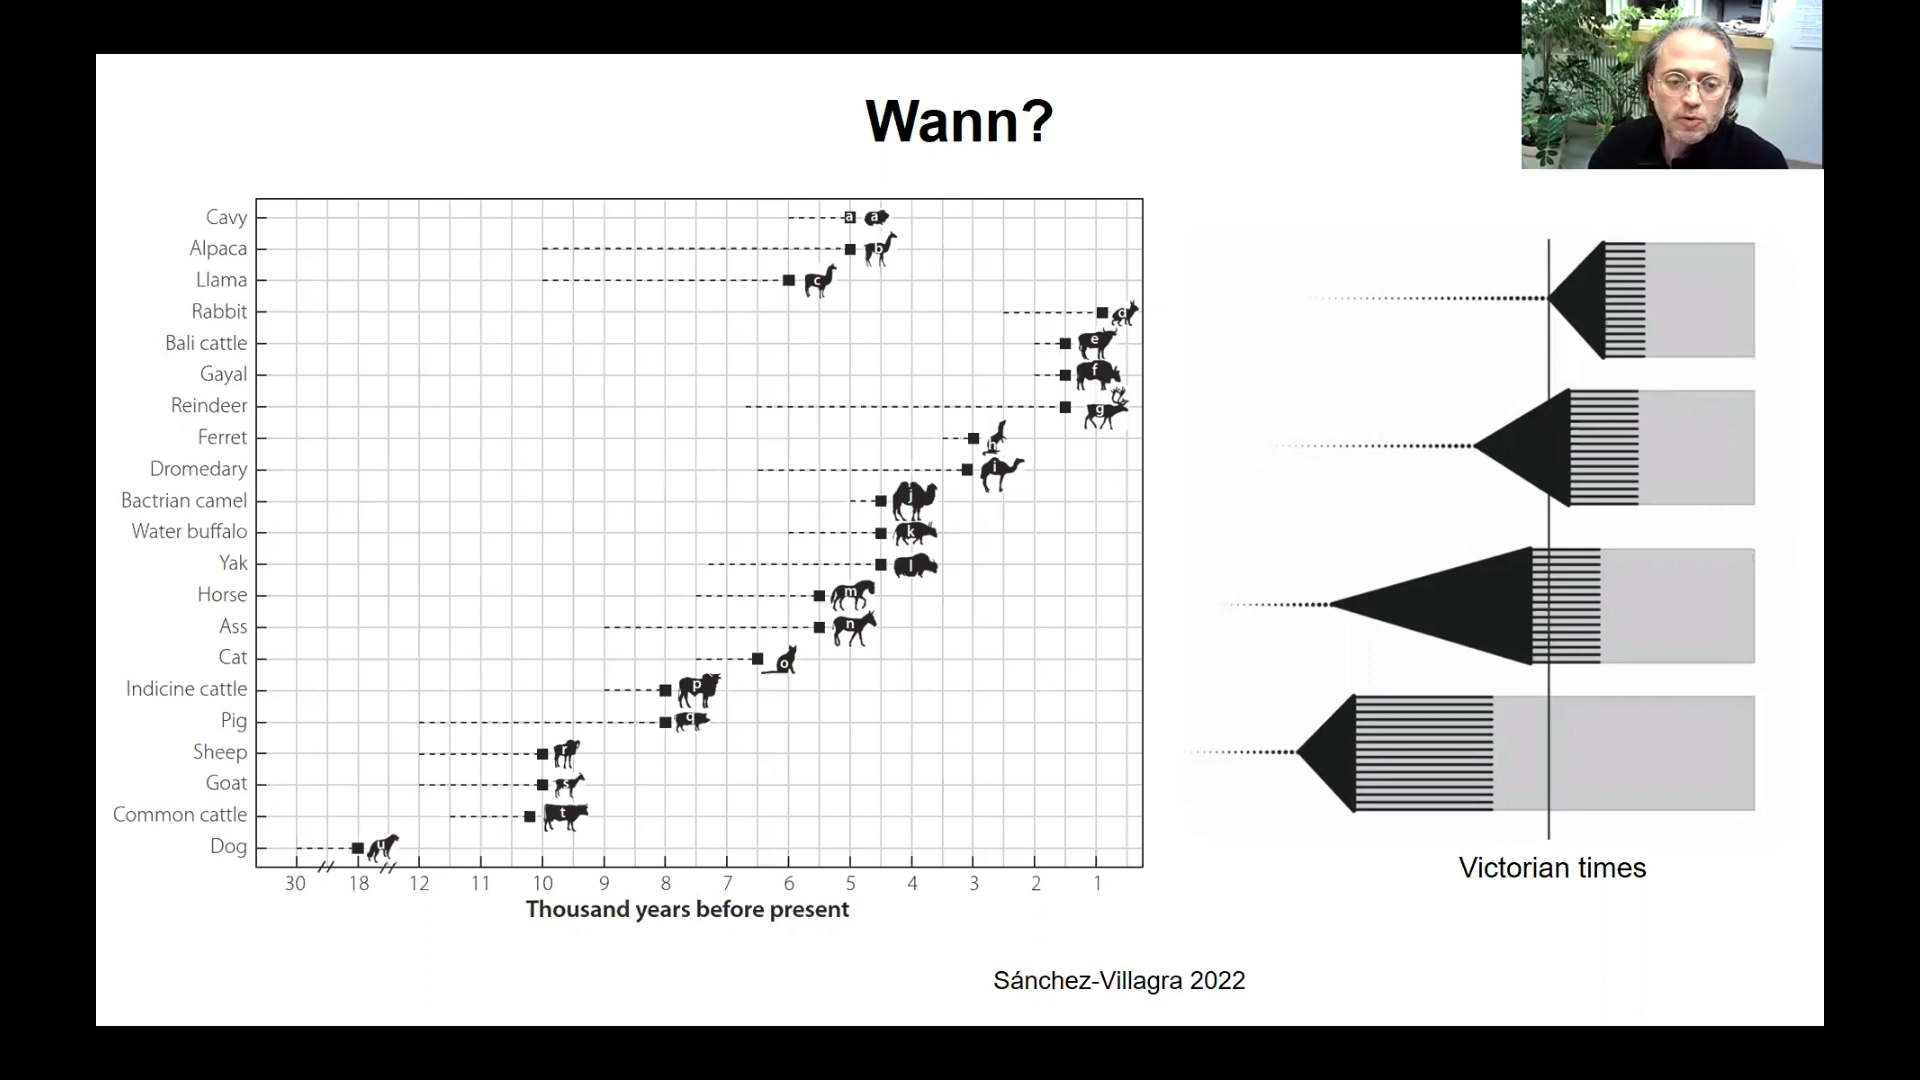 Wann?
Cavy
Alpaca
Llama
Rabbit
Bali cattle
Gayal
Reindeer
Ferret
Dromedary
Bactrian camel
Water buffalo
Yak
Horse
Ass
Cat
Indicine cattle
Pig
Sheep
Goat
Common cattle
Dog
a a
b
c
d
e
f
g
h
i
j
k
l
m
n
o
p
q
r
s
t
u
30 18 12 11 10 9 8 7 6 5 4 3 2 1
Thousand years before present
Victorian times
Sánchez-Villagra 2022